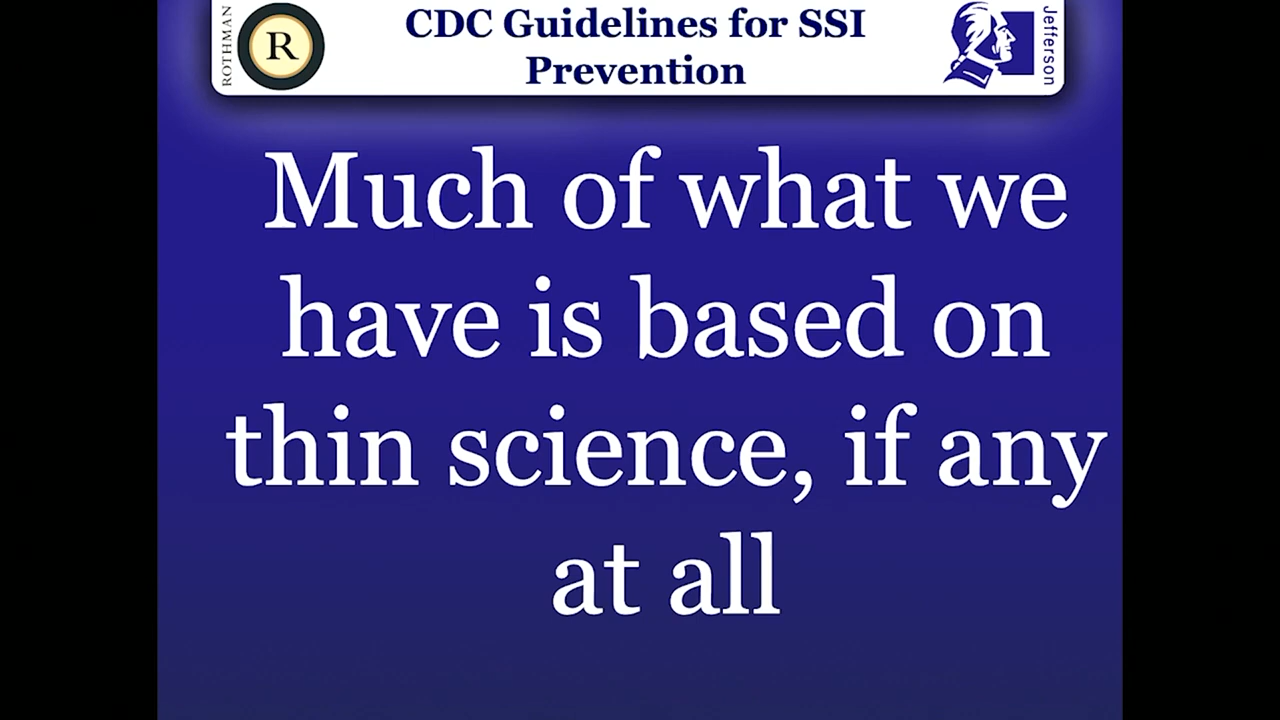 ROTHMAN
R
CDC Guidelines for SSI
Prevention
Jefferson
Much of what we
have is based on
thin science, if any
at all